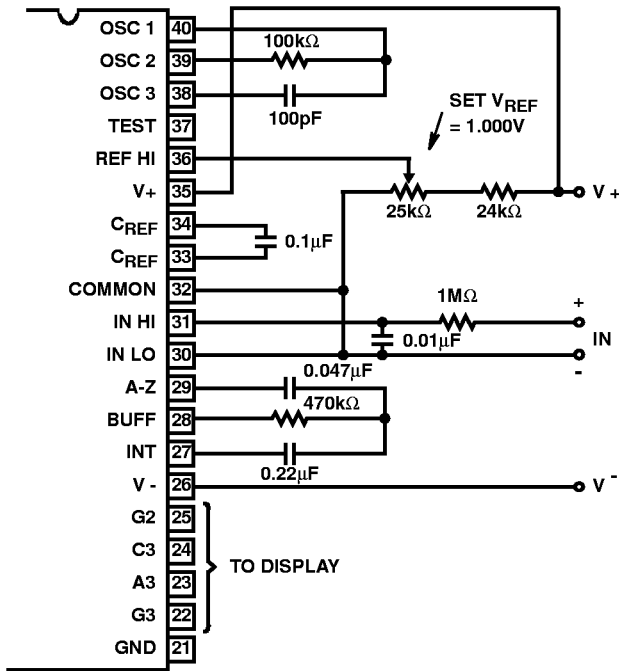 OSC 1 40
OSC 2 39 100kΩ
OSC 3 38 100pF
TEST 37
SET VREF
= 1.000V
REF HI 36
V+ 35 25kΩ 24kΩ V +
CREF 34
0.1μF
CREF 33
COMMON 32
1MΩ
IN HI 31 +
0.01μF IN
IN LO 30 -
0.047μF
A-Z 29
470kΩ
BUFF 28
INT 27
0.22μF
V - 26 V -
G2 25
C3 24
TO DISPLAY
A3 23
G3 22
GND 21